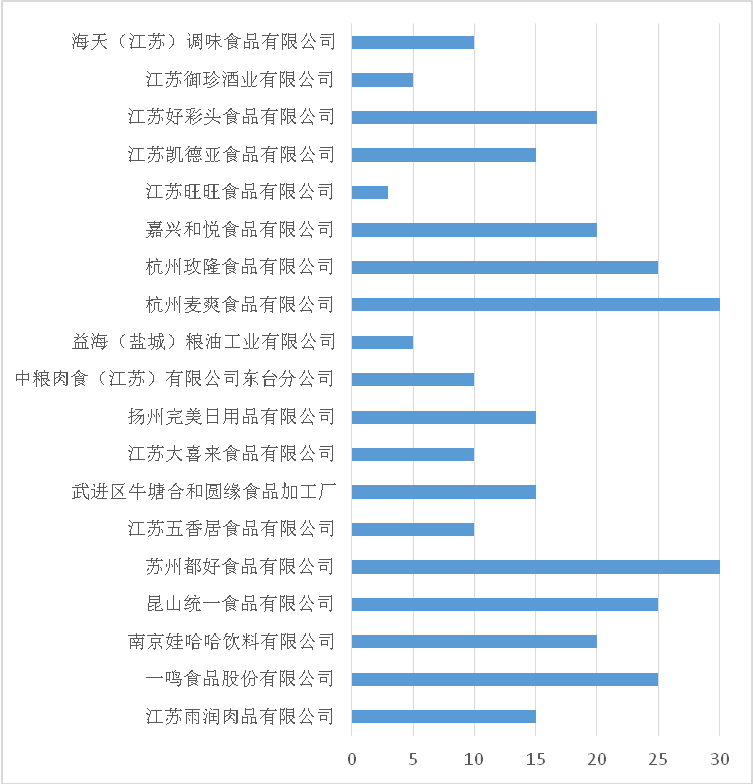 海天（江苏）调味食品有限公司
江苏御珍酒业有限公司
江苏好彩头食品有限公司
江苏凯德亚食品有限公司
江苏旺旺食品有限公司
嘉兴和悦食品有限公司
杭州玫隆食品有限公司
杭州麦爽食品有限公司
益海（盐城）粮油工业有限公司
中粮肉食（江苏）有限公司东台分公司
扬州完美日用品有限公司
江苏大喜来食品有限公司
武进区牛塘合和圆缘食品加工厂
江苏五香居食品有限公司
苏州都好食品有限公司
昆山统一食品有限公司
南京娃哈哈饮料有限公司
一鸣食品股份有限公司
江苏雨润肉品有限公司
0 5 10 15 20 25 30